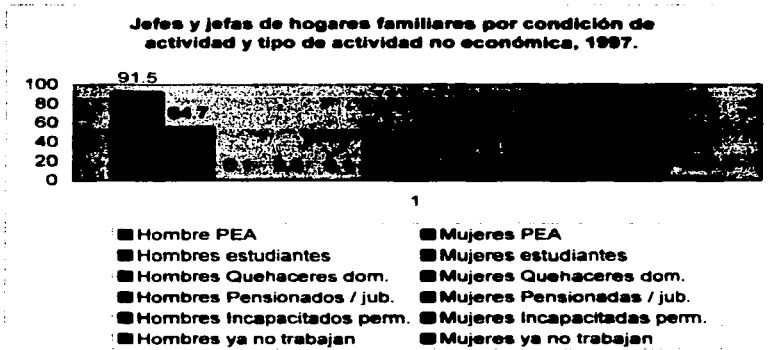 Jefes y jefas de hogares familiares por condición de
actividad y tipo de actividad no económica, 1997.
100
80
60
40
20
0
91.5
1
Hombre PEA
Mujeres PEA
Hombres estudiantes
Mujeres estudiantes
Hombres Quehaceres dom.
Mujeres Quehaceres dom.
Hombres Pensionados / jub.
Mujeres Pensionadas / jub.
Hombres Incapacitados perm.
Mujeres Incapacitadas perm.
Hombres ya no trabajan
Mujeres ya no trabajan